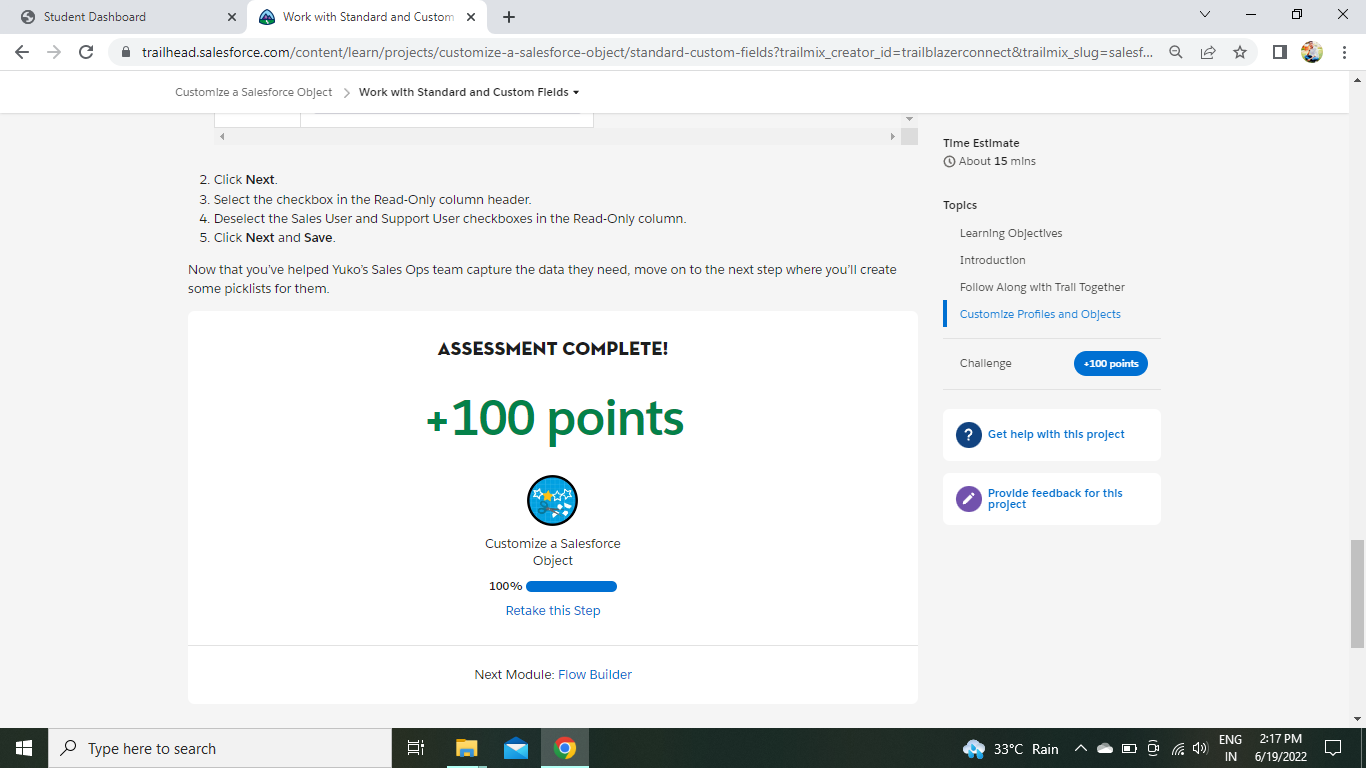 Student Dashboard
Work with Standard and Custom
trailhead.salesforce.com/content/learn/projects/customize-a-salesforce-object/standard-custom-fields?trailmix_creator_id=trailblazerconnect&trailmix_slug=salesf...
Customize a Salesforce Object
Work with Standard and Custom Fields
2. Click Next.
3. Select the checkbox in the Read-Only column header.
4. Deselect the Sales User and Support User checkboxes in the Read-Only column.
5. Click Next and Save.
Now that you've helped Yuko's Sales Ops team capture the data they need, move on to the next step where you'll create
some picklists for them.
ASSESSMENT COMPLETE!
+100 points
Customize a Salesforce
Object
100%
Retake this Step
Next Module: Flow Builder
Time Estimate
About 15 mins
Topics
Learning Objectives
Introduction
Follow Along with Trail Together
Customize Profiles and Objects
Challenge
+100 points
? Get help with this project
Provide feedback for this
project
Type here to search
33°C Rain
ENG
IN
2:17 PM
6/19/2022